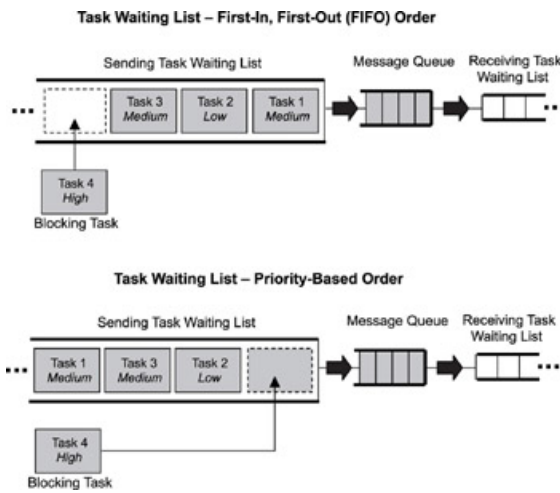 Task Waiting List – First-In, First-Out (FIFO) Order
Sending Task Waiting List
Message Queue
Receiving Task
Waiting List
Task 3
Medium
Task 2
Low
Task 1
Medium
Task 4
High
Blocking Task
Task Waiting List – Priority-Based Order
Sending Task Waiting List
Message Queue
Receiving Task
Waiting List
Task 1
Medium
Task 3
Medium
Task 2
Low
Task 4
High
Blocking Task